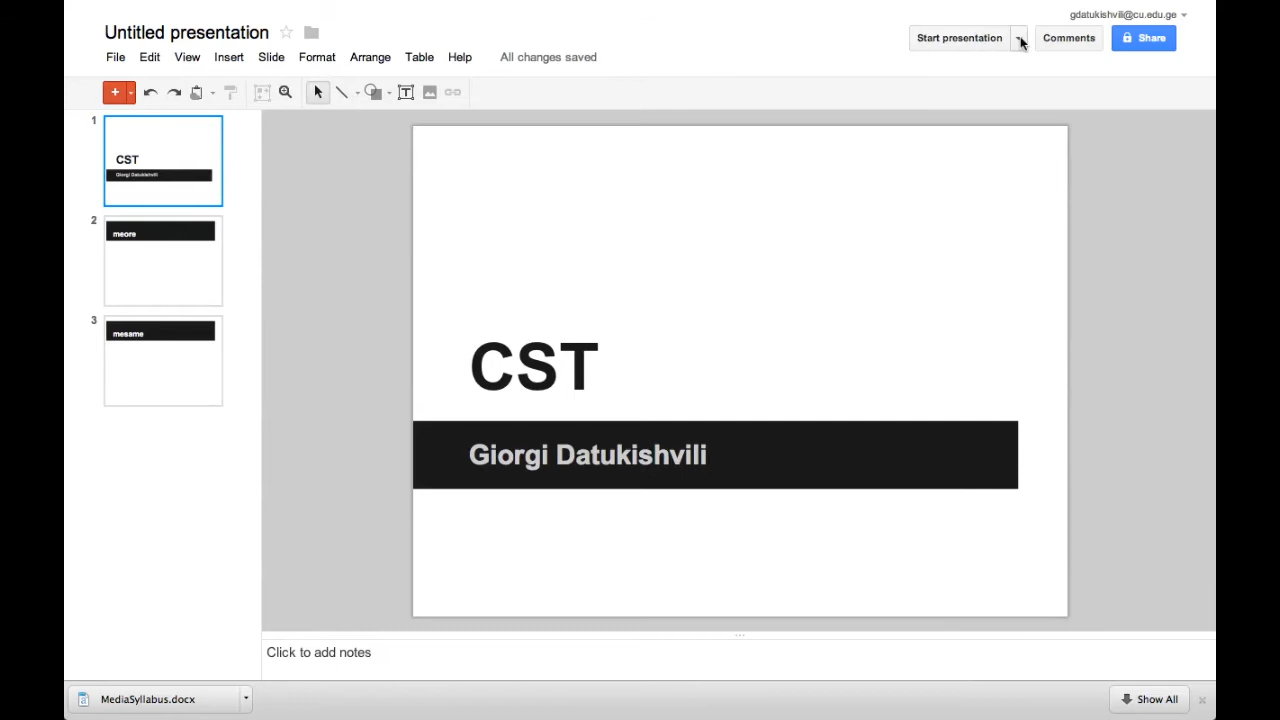 gdatukishvili@cu.edu.ge
Untitled presentation
Start presentation
Comments
Share
File Edit View Insert Slide Format Arrange Table Help All changes saved
1
CST
Giorgi Datukishvili
2
meore
3
mesame
CST
Giorgi Datukishvili
Click to add notes
MediaSyllabus.docx
Show All